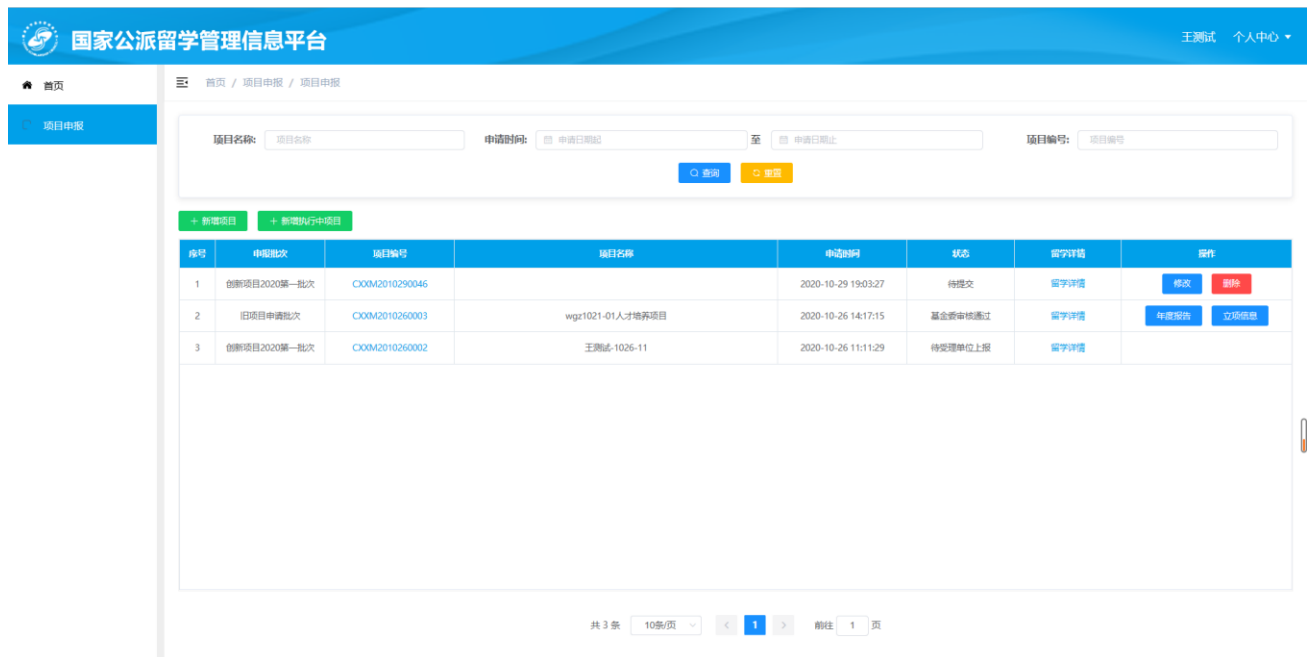 国家公派留学管理信息平台
王测试 个人中心
首页
首页 / 项目申报 / 项目申报
项目申报
项目名称: 项目名称 申请时间: 申请日期起 至 申请日期止 项目编号: 项目编号
查询 重置
+ 新增项目 + 新增执行中项目
序号 申报批次 项目编号 项目名称 申请时间 状态 留学详情 操作
1 创新项目2020第一批次 CXXM2010290046 2020-10-29 19:03:27 待提交 留学详情 修改 删除
2 旧项目申请批次 CXXM2010260003 wgz1021-01人才培养项目 2020-10-26 14:17:15 基金委审核通过 留学详情 年度报告 立项信息
3 创新项目2020第一批次 CXXM2010260002 王测试-1026-11 2020-10-26 11:11:29 待受理单位上报 留学详情
共 3 条 10条/页 < 1 > 前往 1 页